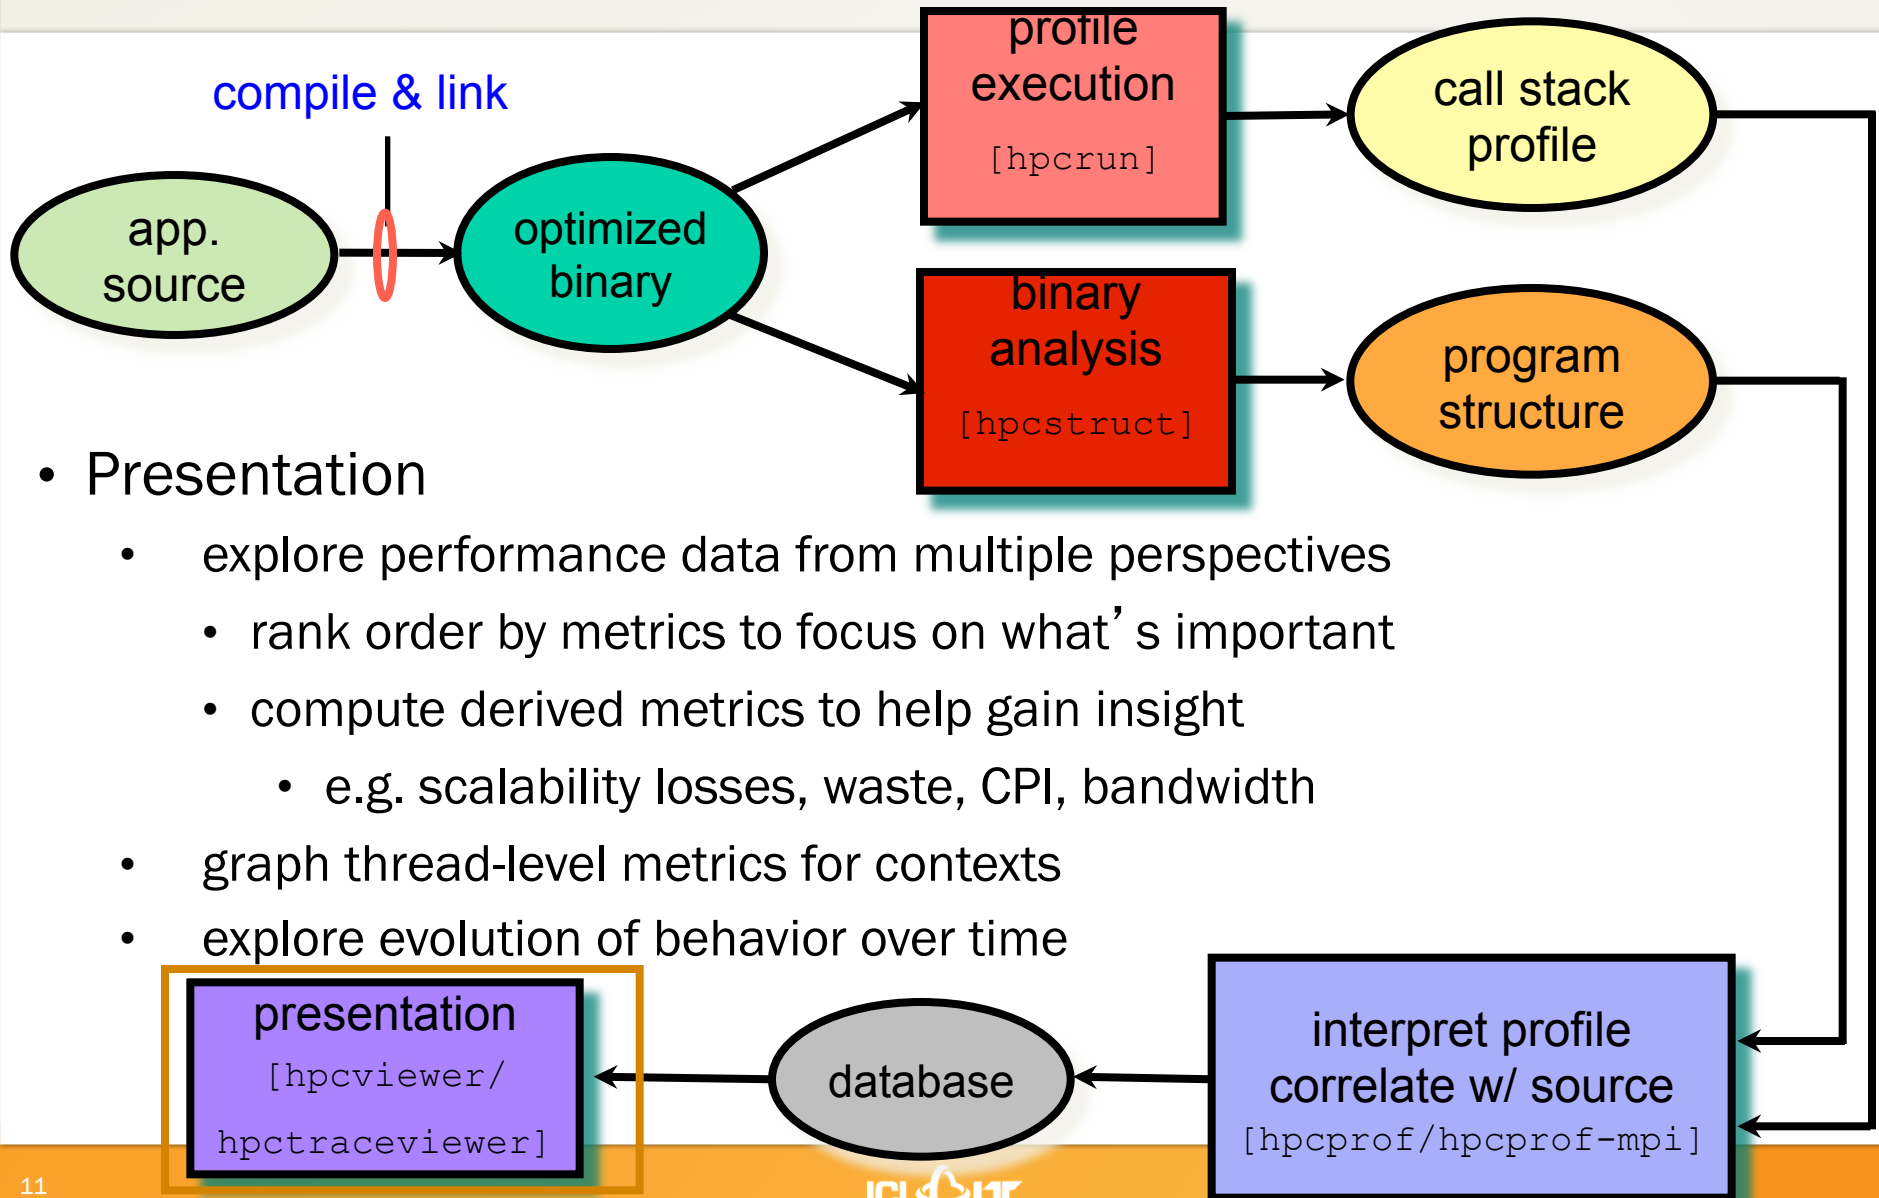 compile & link
app.
source
optimized
binary
profile
execution
[hpcrun]
call stack
profile
binary
analysis
[hpcstruct]
program
structure
• Presentation
• explore performance data from multiple perspectives
• rank order by metrics to focus on what's important
• compute derived metrics to help gain insight
• e.g. scalability losses, waste, CPI, bandwidth
• graph thread-level metrics for contexts
• explore evolution of behavior over time
presentation
[hpcviewer/
hpctraceviewer]
database
interpret profile
correlate w/ source
[hpcprof/hpcprof-mpi]
11